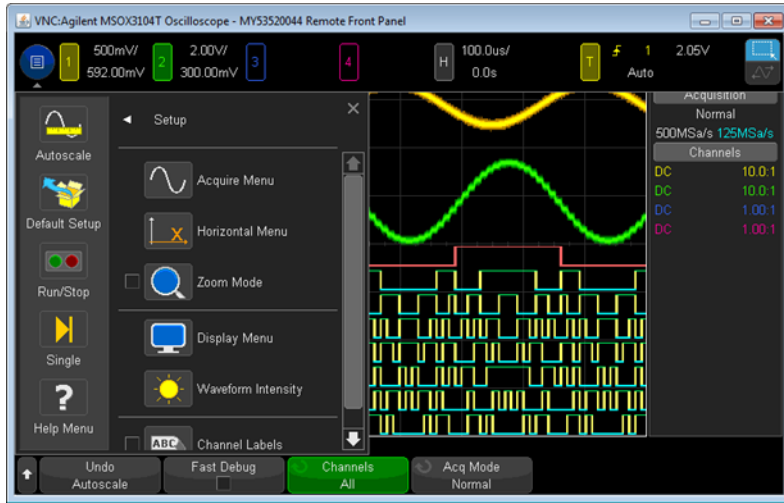 VNC:Agilent MSOX3104T Oscilloscope - MY53520044 Remote Front Panel
1 500mV/ 2 2.00V/ 3 4 H 100.0us/ T 1 2.05V
592.00mV 300.00mV 0.0s Auto
Setup
Autoscale
Default Setup
Run/Stop
Single
? Help Menu
Acquire Menu
X Horizontal Menu
Zoom Mode
Display Menu
Waveform Intensity
ABC Channel Labels
Acquisition
Normal
500MSa/s 125MSa/s
Channels
DC 10.0:1
DC 10.0:1
DC 1.00:1
DC 1.00:1
Undo
Autoscale
Fast Debug
Channels
All
Acq Mode
Normal